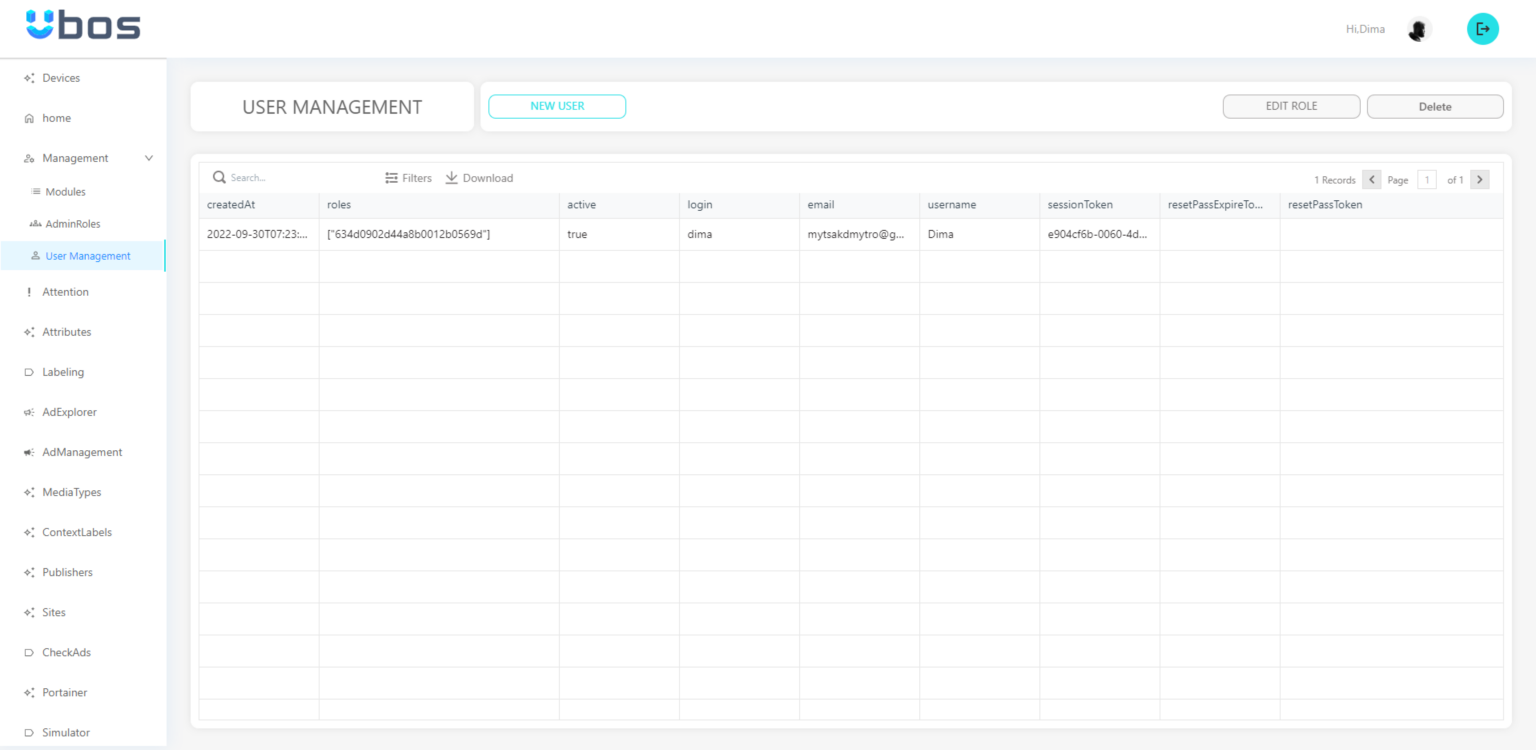 Ubos
Hi,Dima
Devices
home
Management
Modules
AdminRoles
User Management
Attention
Attributes
Labeling
AdExplorer
AdManagement
MediaTypes
ContextLabels
Publishers
Sites
CheckAds
Portainer
Simulator
USER MANAGEMENT
NEW USER
EDIT ROLE
Delete
Search...
Filters
Download
1 Records
Page
1
of 1
createdAt roles active login email username sessionToken resetPassExpireTo... resetPassToken
2022-09-30T07:23:... ["634d0902d44a8b0012b0569d"] true dima mytsakdmytro@g... Dima e904cf6b-0060-4d...